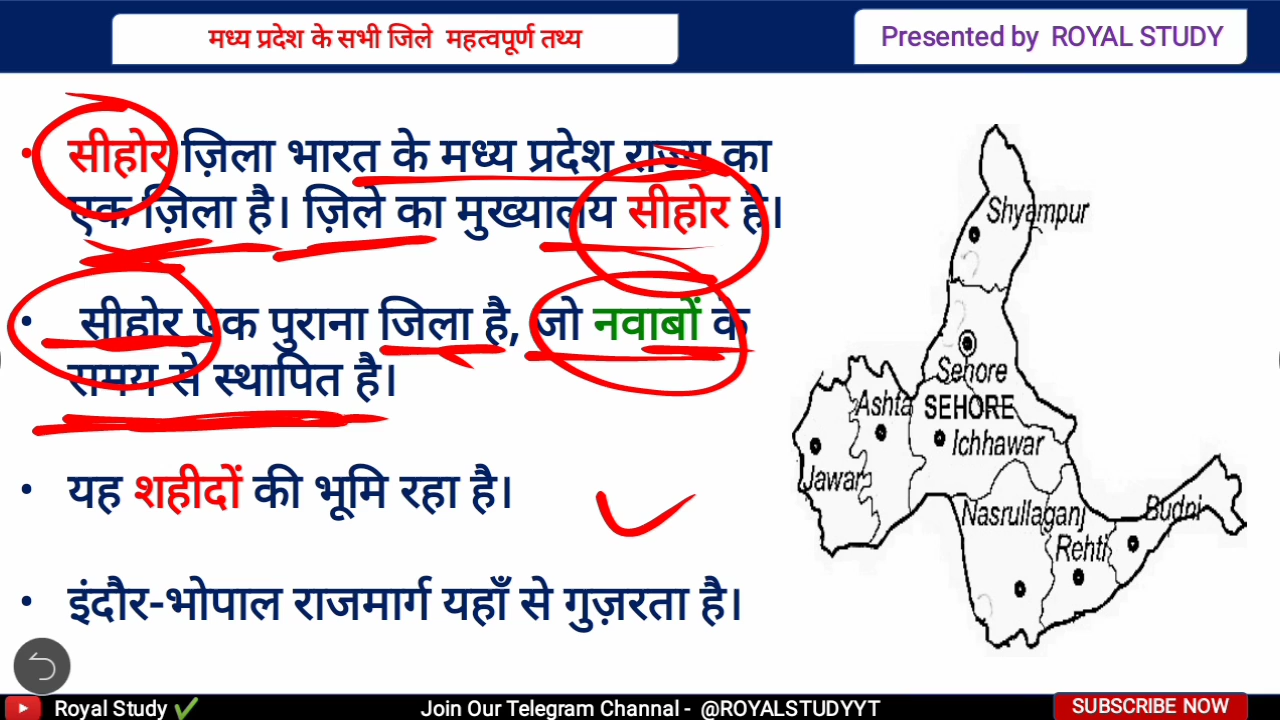 मध्य प्रदेश के सभी जिले महत्वपूर्ण तथ्य
Presented by ROYAL STUDY
• सीहोर ज़िला भारत के मध्य प्रदेश राज्य का
एक ज़िला है। ज़िले का मुख्यालय सीहोर है।
• सीहोर एक पुराना जिला है, जो नवाबों के
समय से स्थापित है।
• यह शहीदों की भूमि रहा है।
• इंदौर-भोपाल राजमार्ग यहाँ से गुज़रता है।
Shyampur
Sehore
Ashta
SEHORE
Ichhawar
Jawar
Nasrullaganj
Budni
Rehti
Royal Study
Join Our Telegram Channal - @ROYALSTUDYYT
SUBSCRIBE NOW